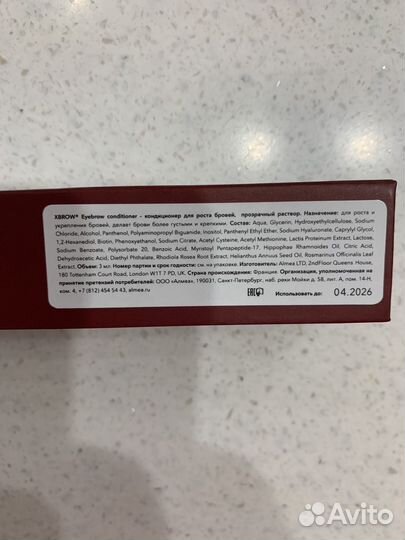 XBROW® Eyebrow conditioner - кондиционер для роста бровей, прозрачный раствор. Назначение: для роста и
укрепления бровей, делает брови более густыми и крепкими. Состав: Aqua, Glycerin, Hydroxyethylcellulose, Sodium
Chloride, Alcohol, Panthenol, Polyaminopropyl Biguanide, Inositol, Panthenyl Ethyl Ether, Sodium Hyaluronate, Caprylyl Glycol,
1,2-Hexanediol, Biotin, Phenoxyethanol, Sodium Citrate, Acetyl Cysteine, Acetyl Methionine, Lactis Proteinum Extract, Lactose,
Sodium Benzoate, Polysorbate 20, Benzoic Acid, Myristoyl Pentapeptide-17, Hippophae Rhamnoides Oil, Citric Acid,
Dehydroacetic Acid, Diethyl Phthalate, Rhodiola Rosea Root Extract, Helianthus Annuus Seed Oil, Rosmarinus Officinalis Leaf
Extract. Объем: 3 мл. Номер партии и срок годности: см. на упаковке. Изготовитель: Almea LTD, 2ndFloor Queens House,
180 Tottenham Court Road, London W1T 7 PD, UK. Страна происхождения: Франция. Организация, уполномоченная на
принятие претензий потребителей: ООО «Алмеа», 190031, Санкт-Петербург, наб. реки Мойки д. 58, лит. А, пом. 14-Н,
ком. 4, +7 (812) 454 54 43, almea.ru
EAC
Использовать до: 04.2026
Avito